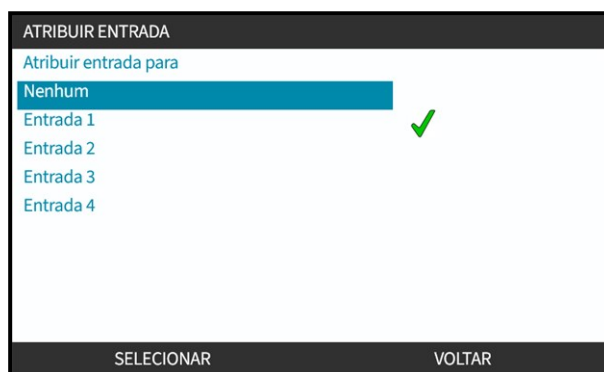 ATRIBUIR ENTRADA
Atribuir entrada para
Nenhum
Entrada 1
Entrada 2
Entrada 3
Entrada 4
SELECIONAR VOLTAR